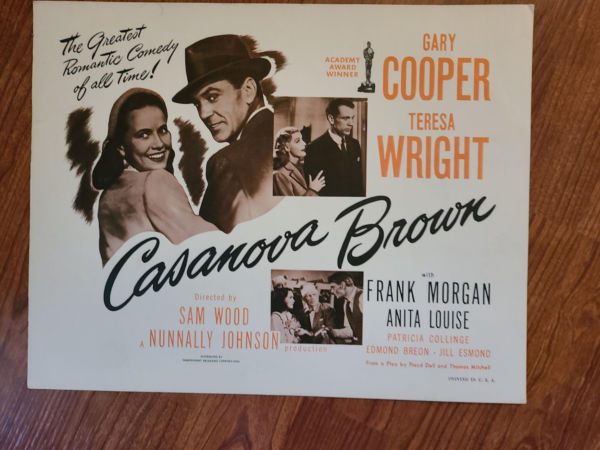 The Greatest
Romantic Comedy
of all Time!
ACADEMY
AWARD
WINNER
GARY
COOPER
TERESA
WRIGHT
Casanova Brown
Directed by
SAM WOOD
A NUNNALLY JOHNSON production
with
FRANK MORGAN
ANITA LOUISE
PATRICIA COLLINGE
EDMOND BREON · JILL ESMOND
From a Play by Floyd Dell and Thomas Mitchell
PRINTED IN U. S. A.